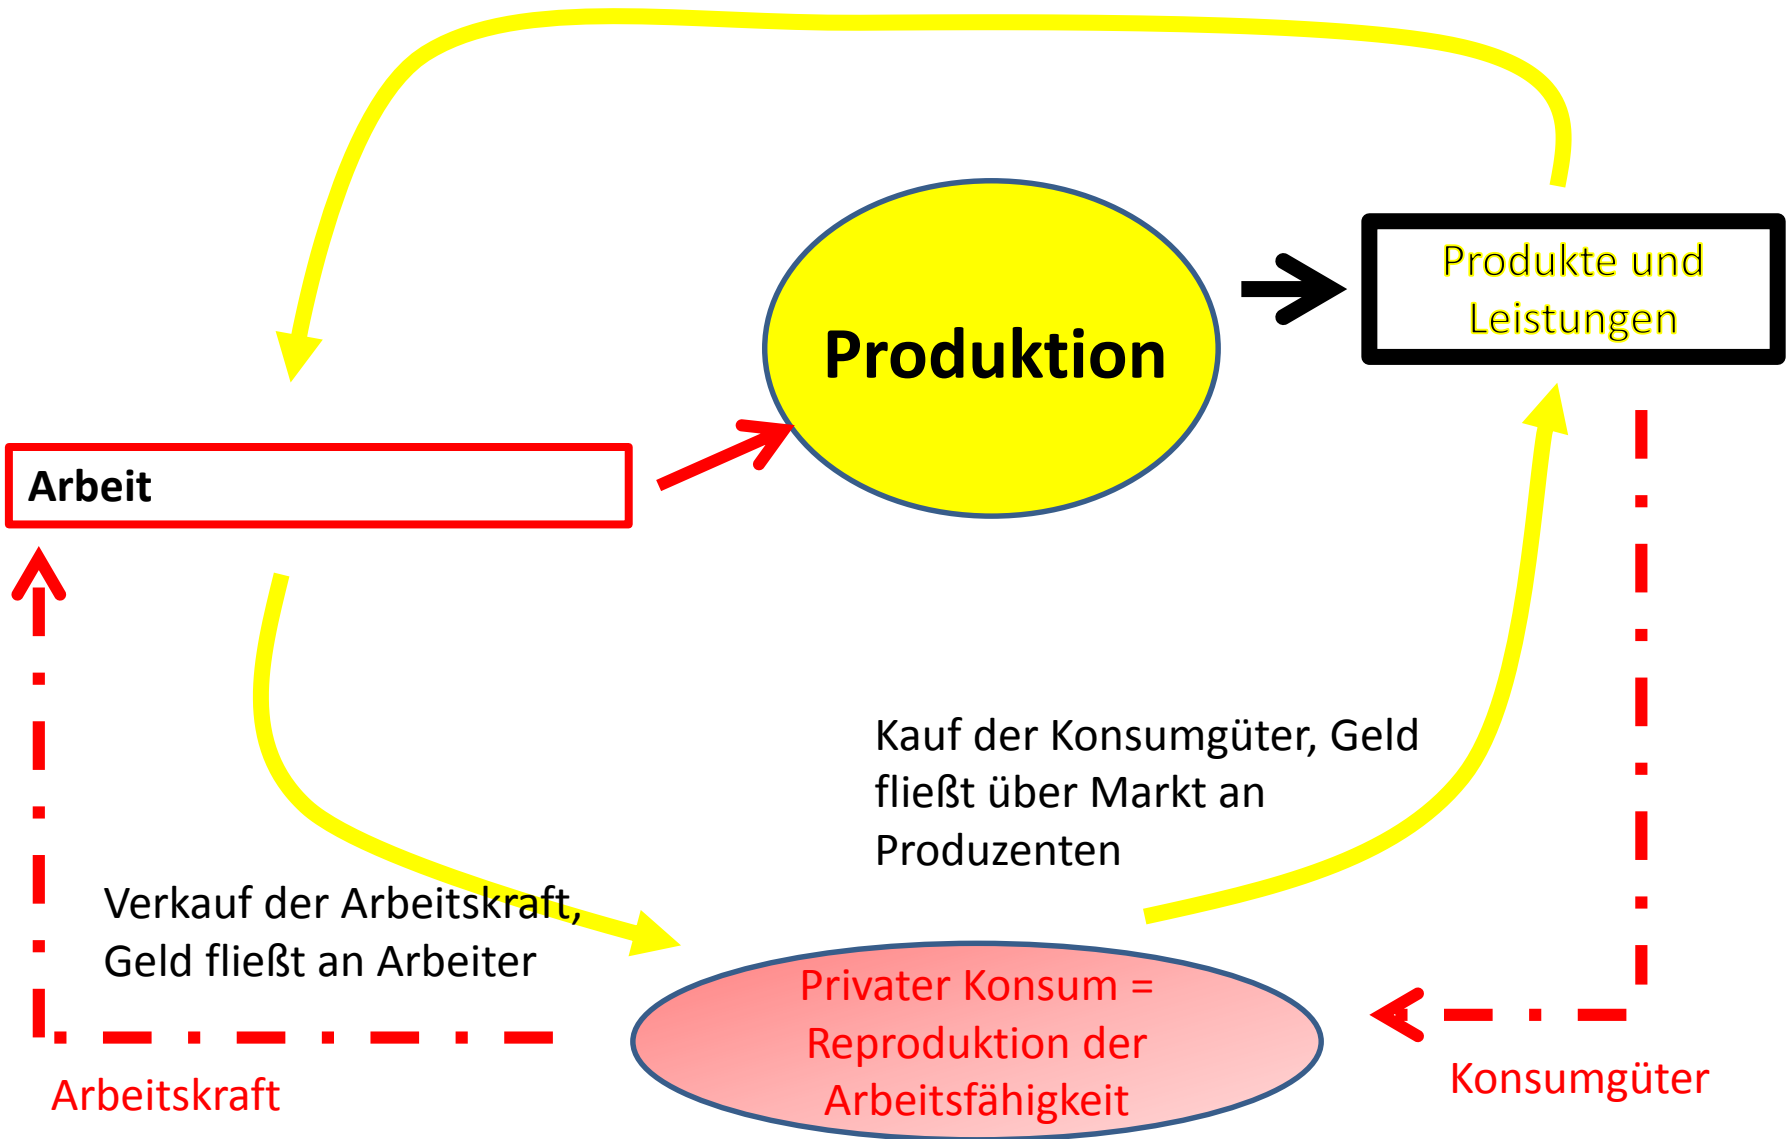 Produkte und
Leistungen
Produktion
Arbeit
Kauf der Konsumgüter, Geld
fließt über Markt an
Produzenten
Verkauf der Arbeitskraft,
Geld fließt an Arbeiter
Privater Konsum =
Reproduktion der
Arbeitsfähigkeit
Arbeitskraft
Konsumgüter